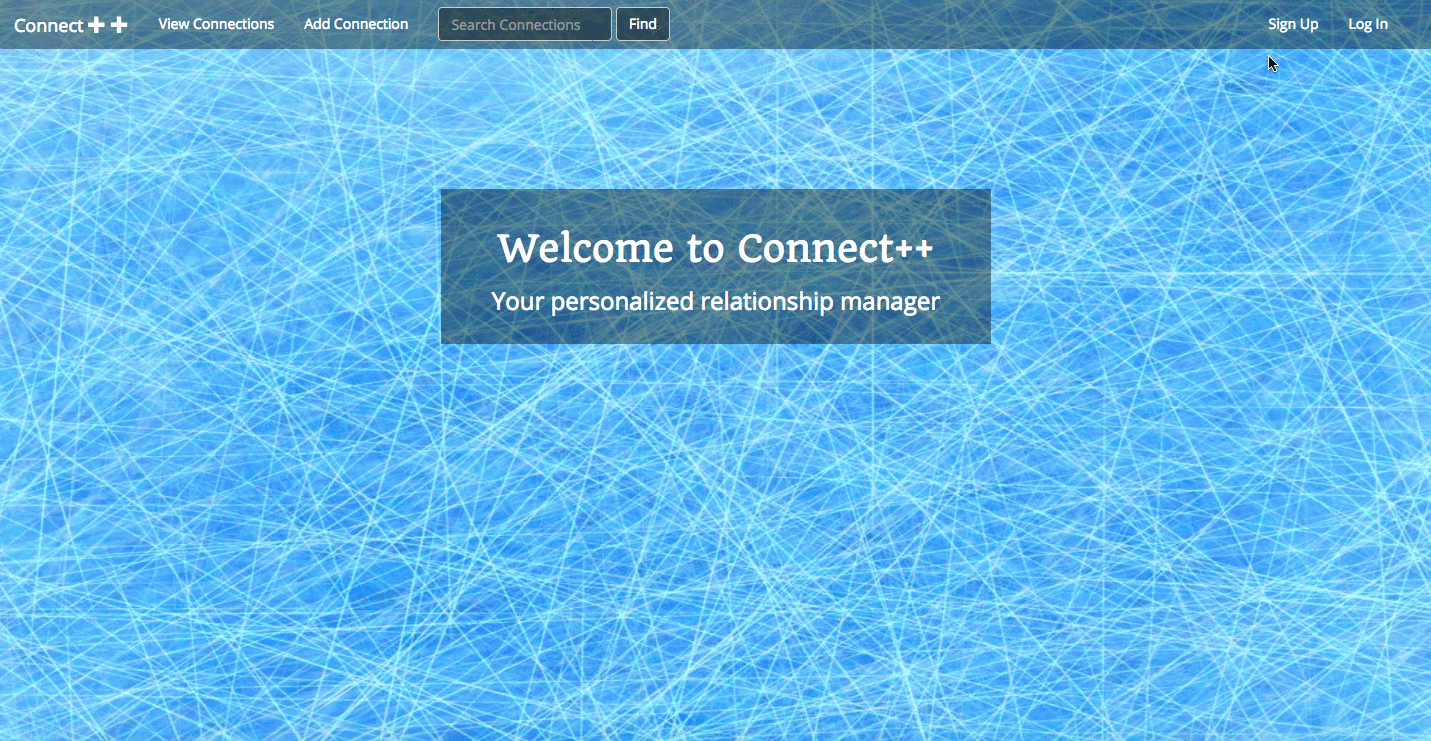 Connect ++ View Connections Add Connection Search Connections Find Sign Up Log In
Welcome to Connect++
Your personalized relationship manager